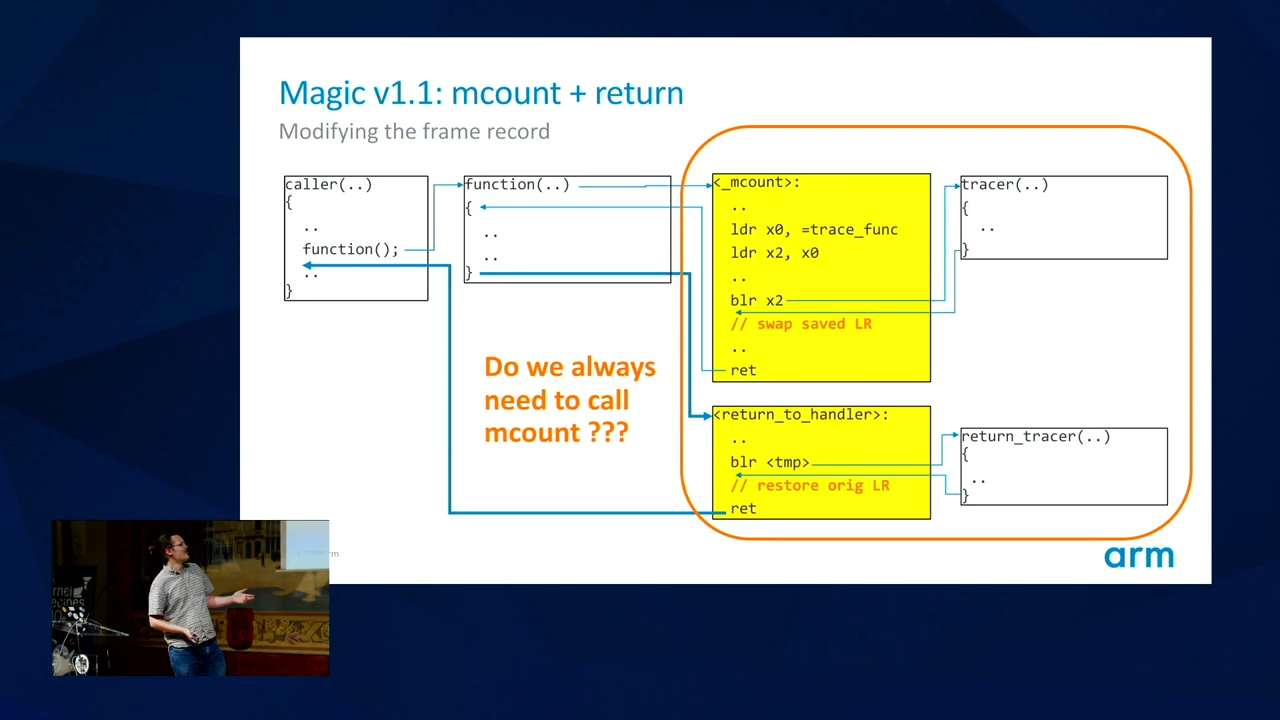 Magic v1.1: mcount + return
Modifying the frame record
caller(..)
{
..
function();
..
}
function(..)
{
..
..
}
<_mcount>:
..
ldr x0, =trace_func
ldr x2, x0
..
blr x2
// swap saved LR
..
ret
tracer(..)
{
..
}
Do we always
need to call
mcount ???
<return_to_handler>:
..
blr <tmp>
// restore orig LR
ret
return_tracer(..)
{
..
}
arm